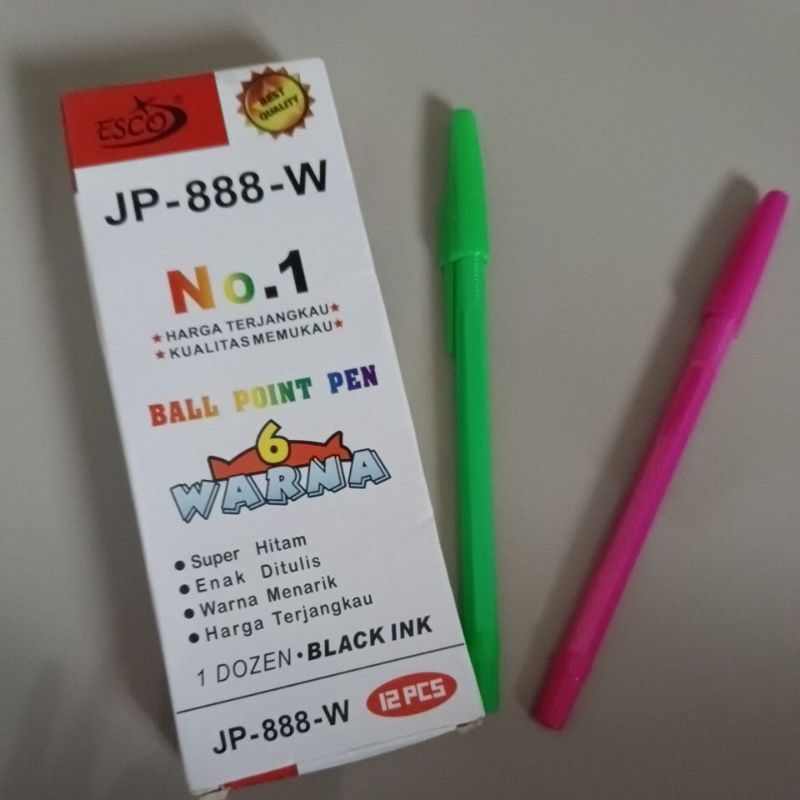 ESCO ®
BEST
QUALITY
JP-888-W
No.1
★HARGA TERJANGKAU★
★KUALITAS MEMUKAU★
BALL POINT PEN
6
WARNA
• Super Hitam
• Enak Ditulis
• Warna Menarik
• Harga Terjangkau
1 DOZEN • BLACK INK
JP-888-W 12 PCS